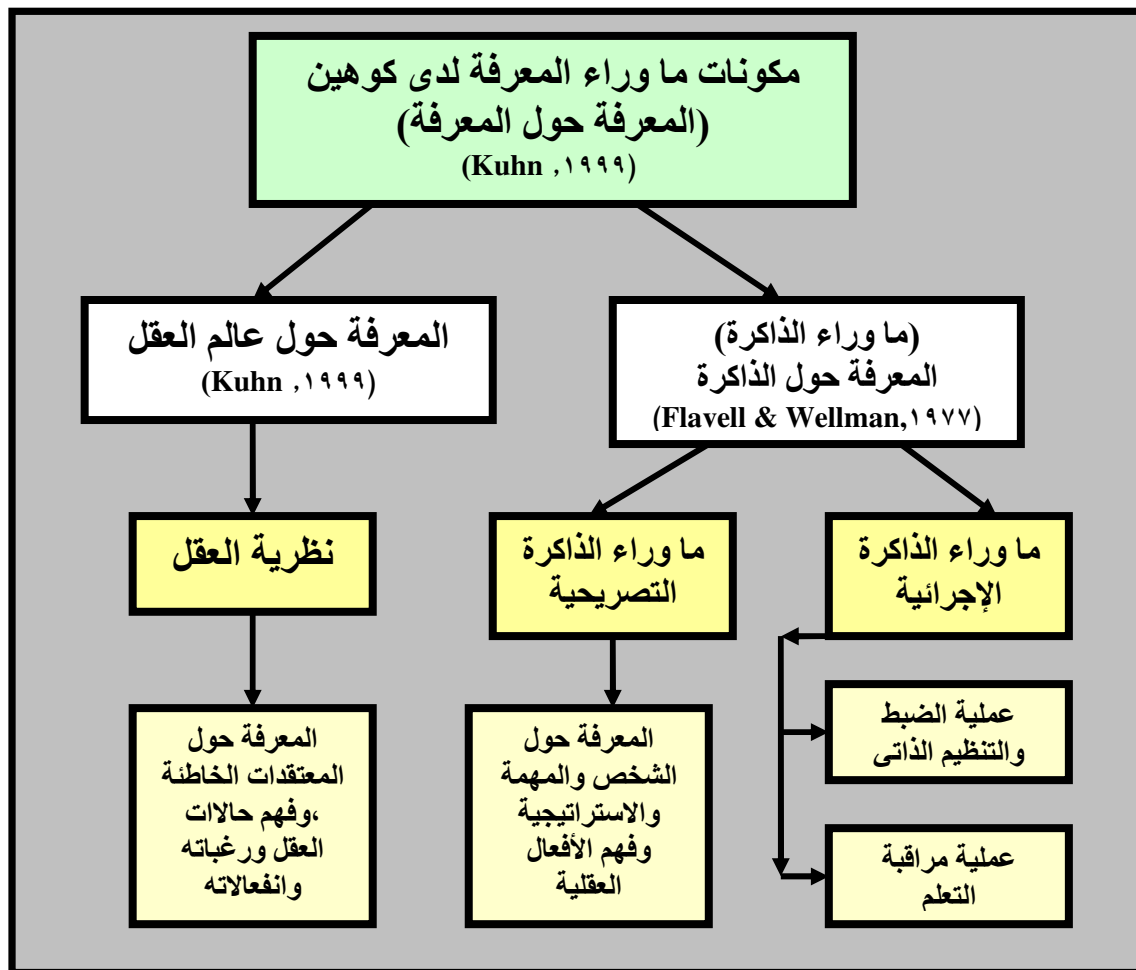 مكونات ما وراء المعرفة لدى كوهين
(المعرفة حول المعرفة)
(Kuhn ,١٩٩٩)
(ما وراء الذاكرة)
المعرفة حول الذاكرة
(Flavell & Wellman,١٩٧٧)
المعرفة حول عالم العقل
(Kuhn ,١٩٩٩)
ما وراء الذاكرة
الإجرائية
ما وراء الذاكرة
التصريحية
نظرية العقل
عملية الضبط
والتنظيم الذاتى
عملية مراقبة
التعلم
المعرفة حول
الشخص والمهمة
والاستراتيجية
وفهم الأفعال
العقلية
المعرفة حول
المعتقدات الخاطئة
،وفهم حالاات
العقل ورغباته
وانفعالاته